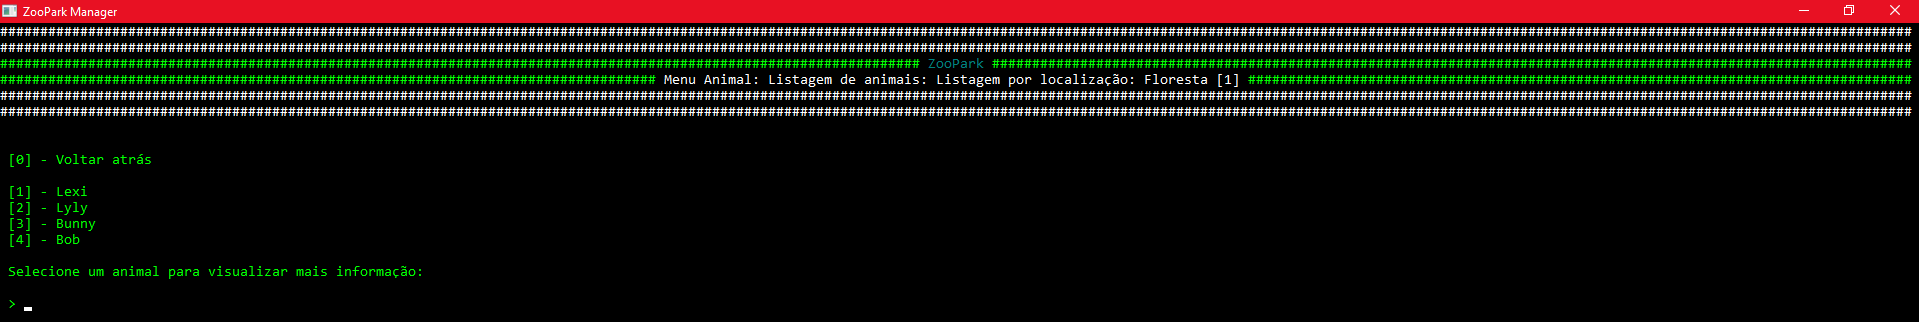 ZooPark Manager
ZooPark
Menu Animal: Listagem de animais: Listagem por localização: Floresta [1]
[0] - Voltar atrás
[1] - Lexi
[2] - Lyly
[3] - Bunny
[4] - Bob
Selecione um animal para visualizar mais informação:
>